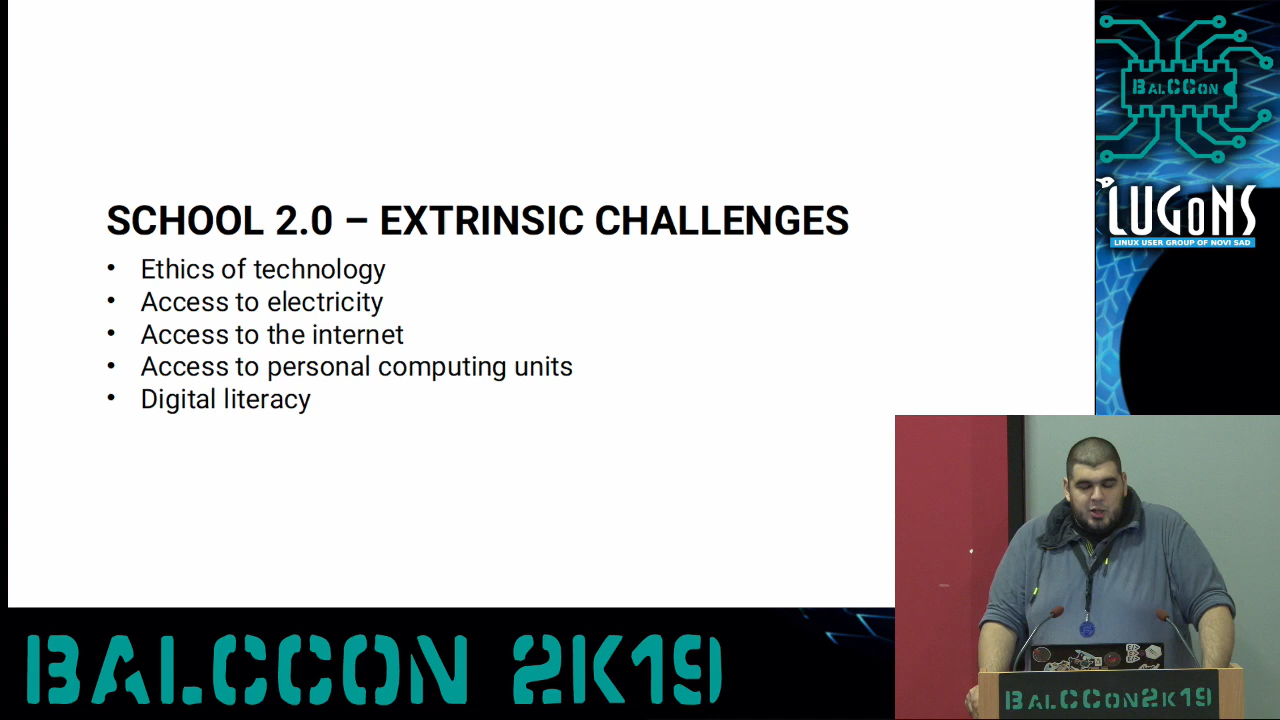 SCHOOL 2.0 – EXTRINSIC CHALLENGES
• Ethics of technology
• Access to electricity
• Access to the internet
• Access to personal computing units
• Digital literacy
BALCCON
LUGONS
LINUX USER GROUP OF NOVI SAD
BALCCON 2K19
BALCCON2K19